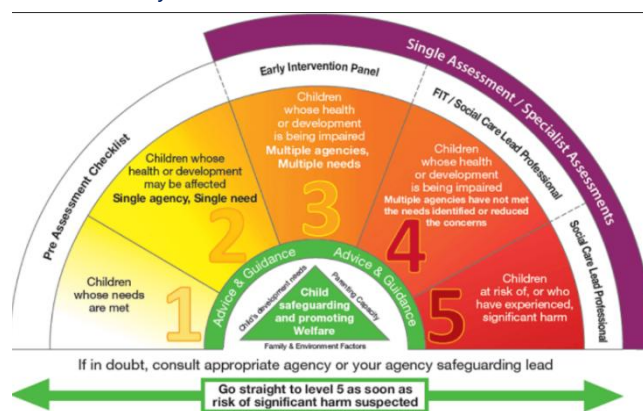 Single Assessment / Specialist Assessments
Pre Assessment Checklist
Early Intervention Panel
FIT / Social Care Lead Professional
Social Care Lead Professional
Children
whose needs
are met
1
Children whose
health or development
may be affected
Single agency, Single need
2
Children
whose health
or development
is being impaired
Multiple agencies,
Multiple needs
3
Children
whose health
or development
is being impaired
Multiple agencies have not met
the needs identified or reduced
the concerns
4
Children
at risk of, or who
have experienced,
significant harm
5
Advice & Guidance
Advice & Guidance
Child's development needs
Parenting Capacity
Child
safeguarding
and promoting
Welfare
Family & Environment Factors
If in doubt, consult appropriate agency or your agency safeguarding lead
Go straight to level 5 as soon as
risk of significant harm suspected